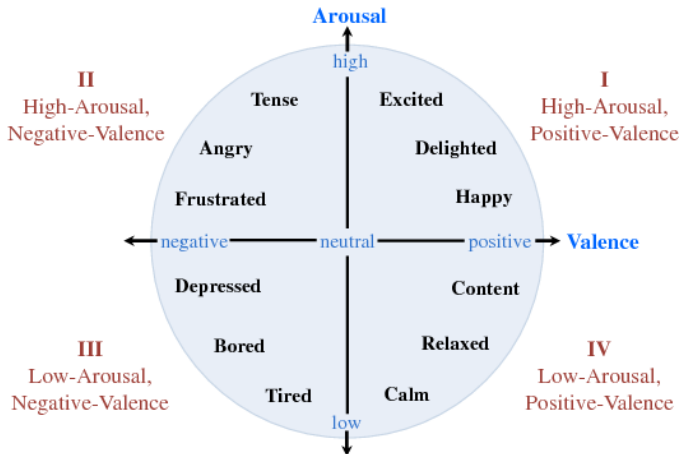 Arousal
high
II
High-Arousal,
Negative-Valence
I
High-Arousal,
Positive-Valence
Tense
Excited
Angry
Delighted
Frustrated
Happy
negative
neutral
positive
Valence
Depressed
Content
Bored
Relaxed
III
Low-Arousal,
Negative-Valence
IV
Low-Arousal,
Positive-Valence
Tired
Calm
low